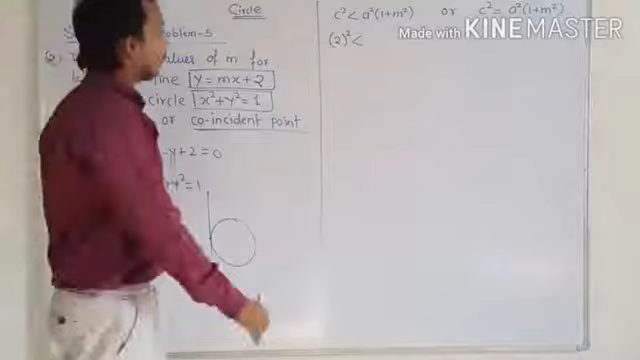 Circle
oblem-5
values of m for
line y = mx + 2
circle x² + y² = 1
or co-incident point
-y + 2 = 0
y² = 1
c² < a²(1+m²) or c² = a²(1+m²)
(2)² <
Made with KINEMASTER